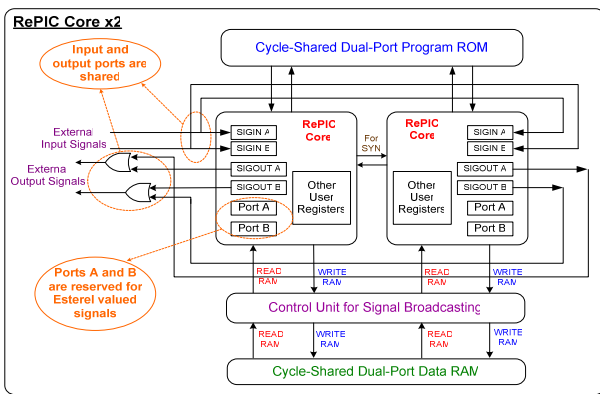 RePIC Core x2
Input and
output ports are
shared
Cycle-Shared Dual-Port Program ROM
External
Input Signals
Externa
Output Signals
RePIC
Core
SIGIN A
SIGIN B
SIGOUT A
SIGOUT B
Port A
Port B
Other
User
Registers
For
SYN
RePIC
Core
SIGIN A
SIGIN B
SIGOUT A
SIGOUT B
Port A
Port B
Other
User
Registers
Ports A and B
are reserved for
Esterel valued
signals
READ
RAM
WRITE
RAM
READ
RAM
WRITE
RAM
Control Unit for Signal Broadcasting
READ
RAM
WRITE
RAM
READ
RAM
WRITE
RAM
Cycle-Shared Dual-Port Data RAM